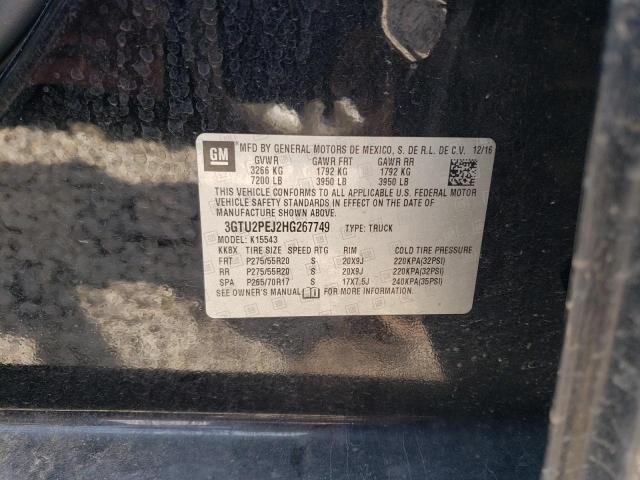 GM
MFD BY GENERAL MOTORS DE MEXICO, S. DE R.L. DE C.V. 12/16
GVWR GAWR FRT GAWR RR
3266 KG 1792 KG 1792 KG
7200 LB 3950 LB 3950 LB
THIS VEHICLE CONFORMS TO ALL APPLICABLE U.S. FEDERAL MOTOR
VEHICLE SAFETY STANDARDS IN EFFECT ON THE DATE OF
MANUFACTURE SHOWN ABOVE.
3GTU2PEJ2HG267749 TYPE: TRUCK
MODEL: K15543
KK8X TIRE SIZE SPEED RTG RIM COLD TIRE PRESSURE
FRT P275/55R20 S 20X9J 220KPA(32PSI)
RR P275/55R20 S 20X9J 220KPA(32PSI)
SPA P265/70R17 S 17X7.5J 240KPA(35PSI)
SEE OWNER'S MANUAL